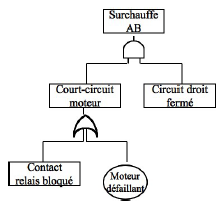 Surchauffe
AB
Court-circuit
moteur
Circuit droit
fermé
Contact
relais bloqué
Moteur
défaillant